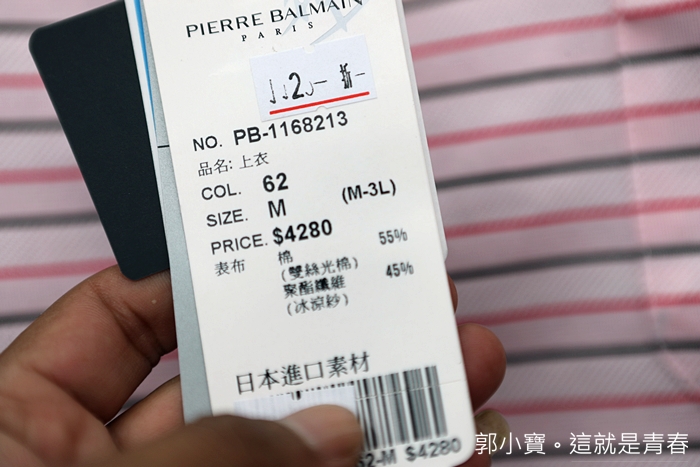 PIERRE BALMAIN
PARIS
NO. PB-1168213
品名: 上衣
COL. 62
SIZE. M (M-3L)
PRICE. $4280
表布 棉 55%
(雙絲光棉)
聚酯纖維 45%
(冰涼紗)
日本進口素材
62-M $4280
郭小寶。這就是青春